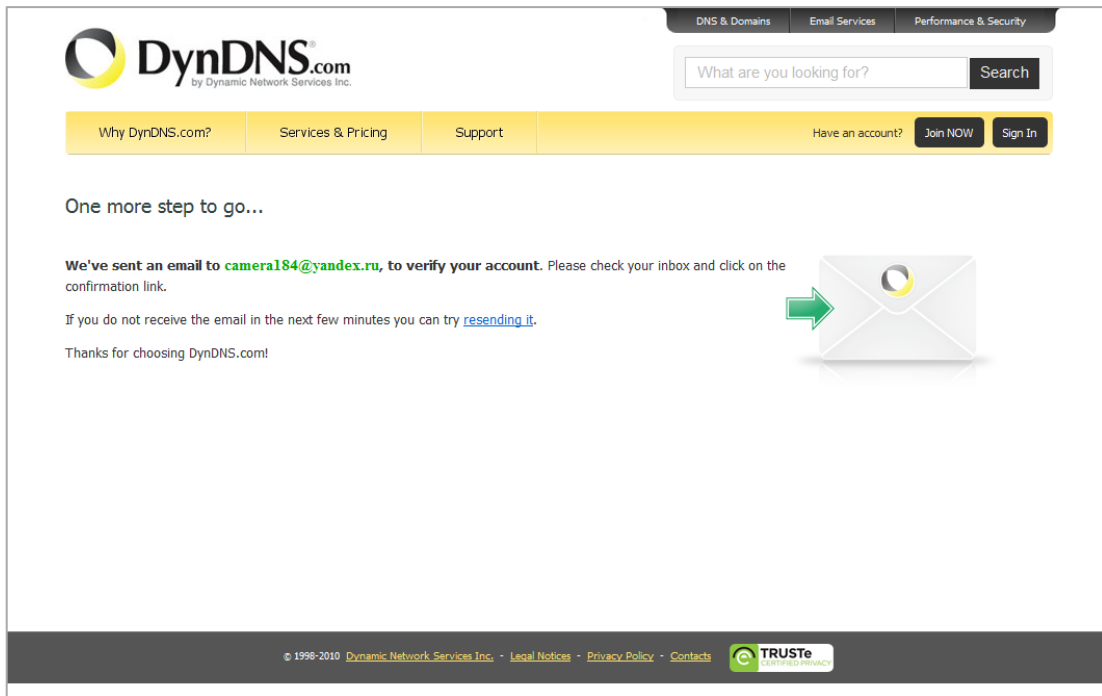 DNS & Domains Email Services Performance & Security
DynDNS.com
by Dynamic Network Services Inc.
What are you looking for? Search
Why DynDNS.com? Services & Pricing Support Have an account? Join NOW Sign In
One more step to go...
We've sent an email to camera184@yandex.ru, to verify your account. Please check your inbox and click on the
confirmation link.
If you do not receive the email in the next few minutes you can try resending it.
Thanks for choosing DynDNS.com!
© 1998-2010 Dynamic Network Services Inc. - Legal Notices - Privacy Policy - Contacts TRUSTe
CERTIFIED PRIVACY